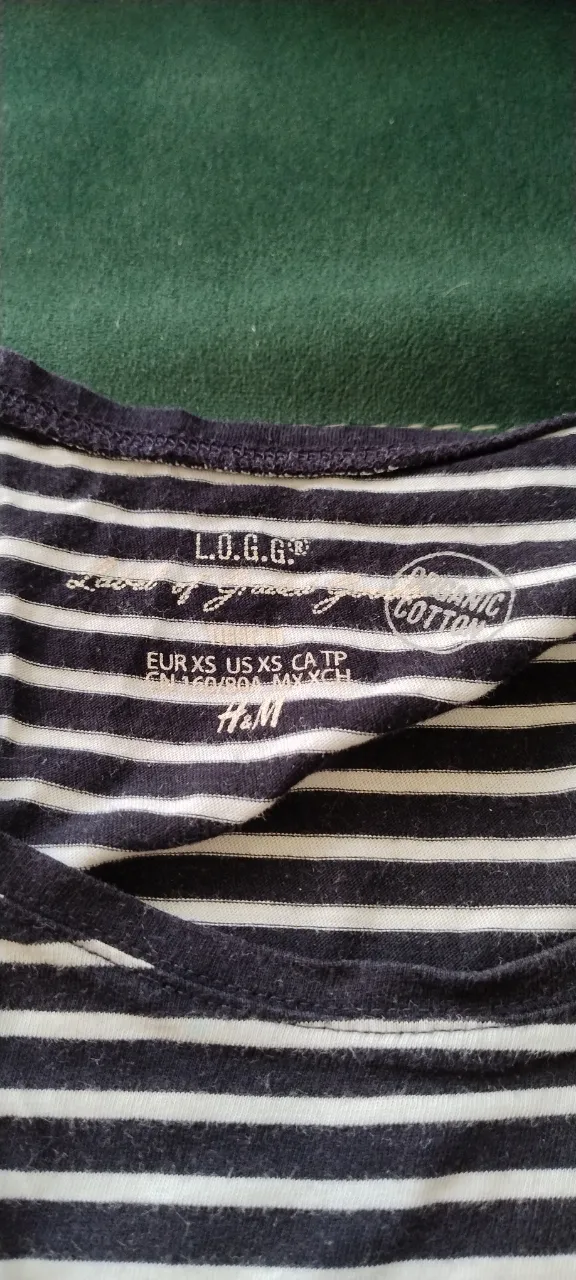 L.O.G.G.®
Label of Graded Goods
ORGANIC
COTTON
EUR XS US XS CA TP
CN 160/80A MX XCH
H&M